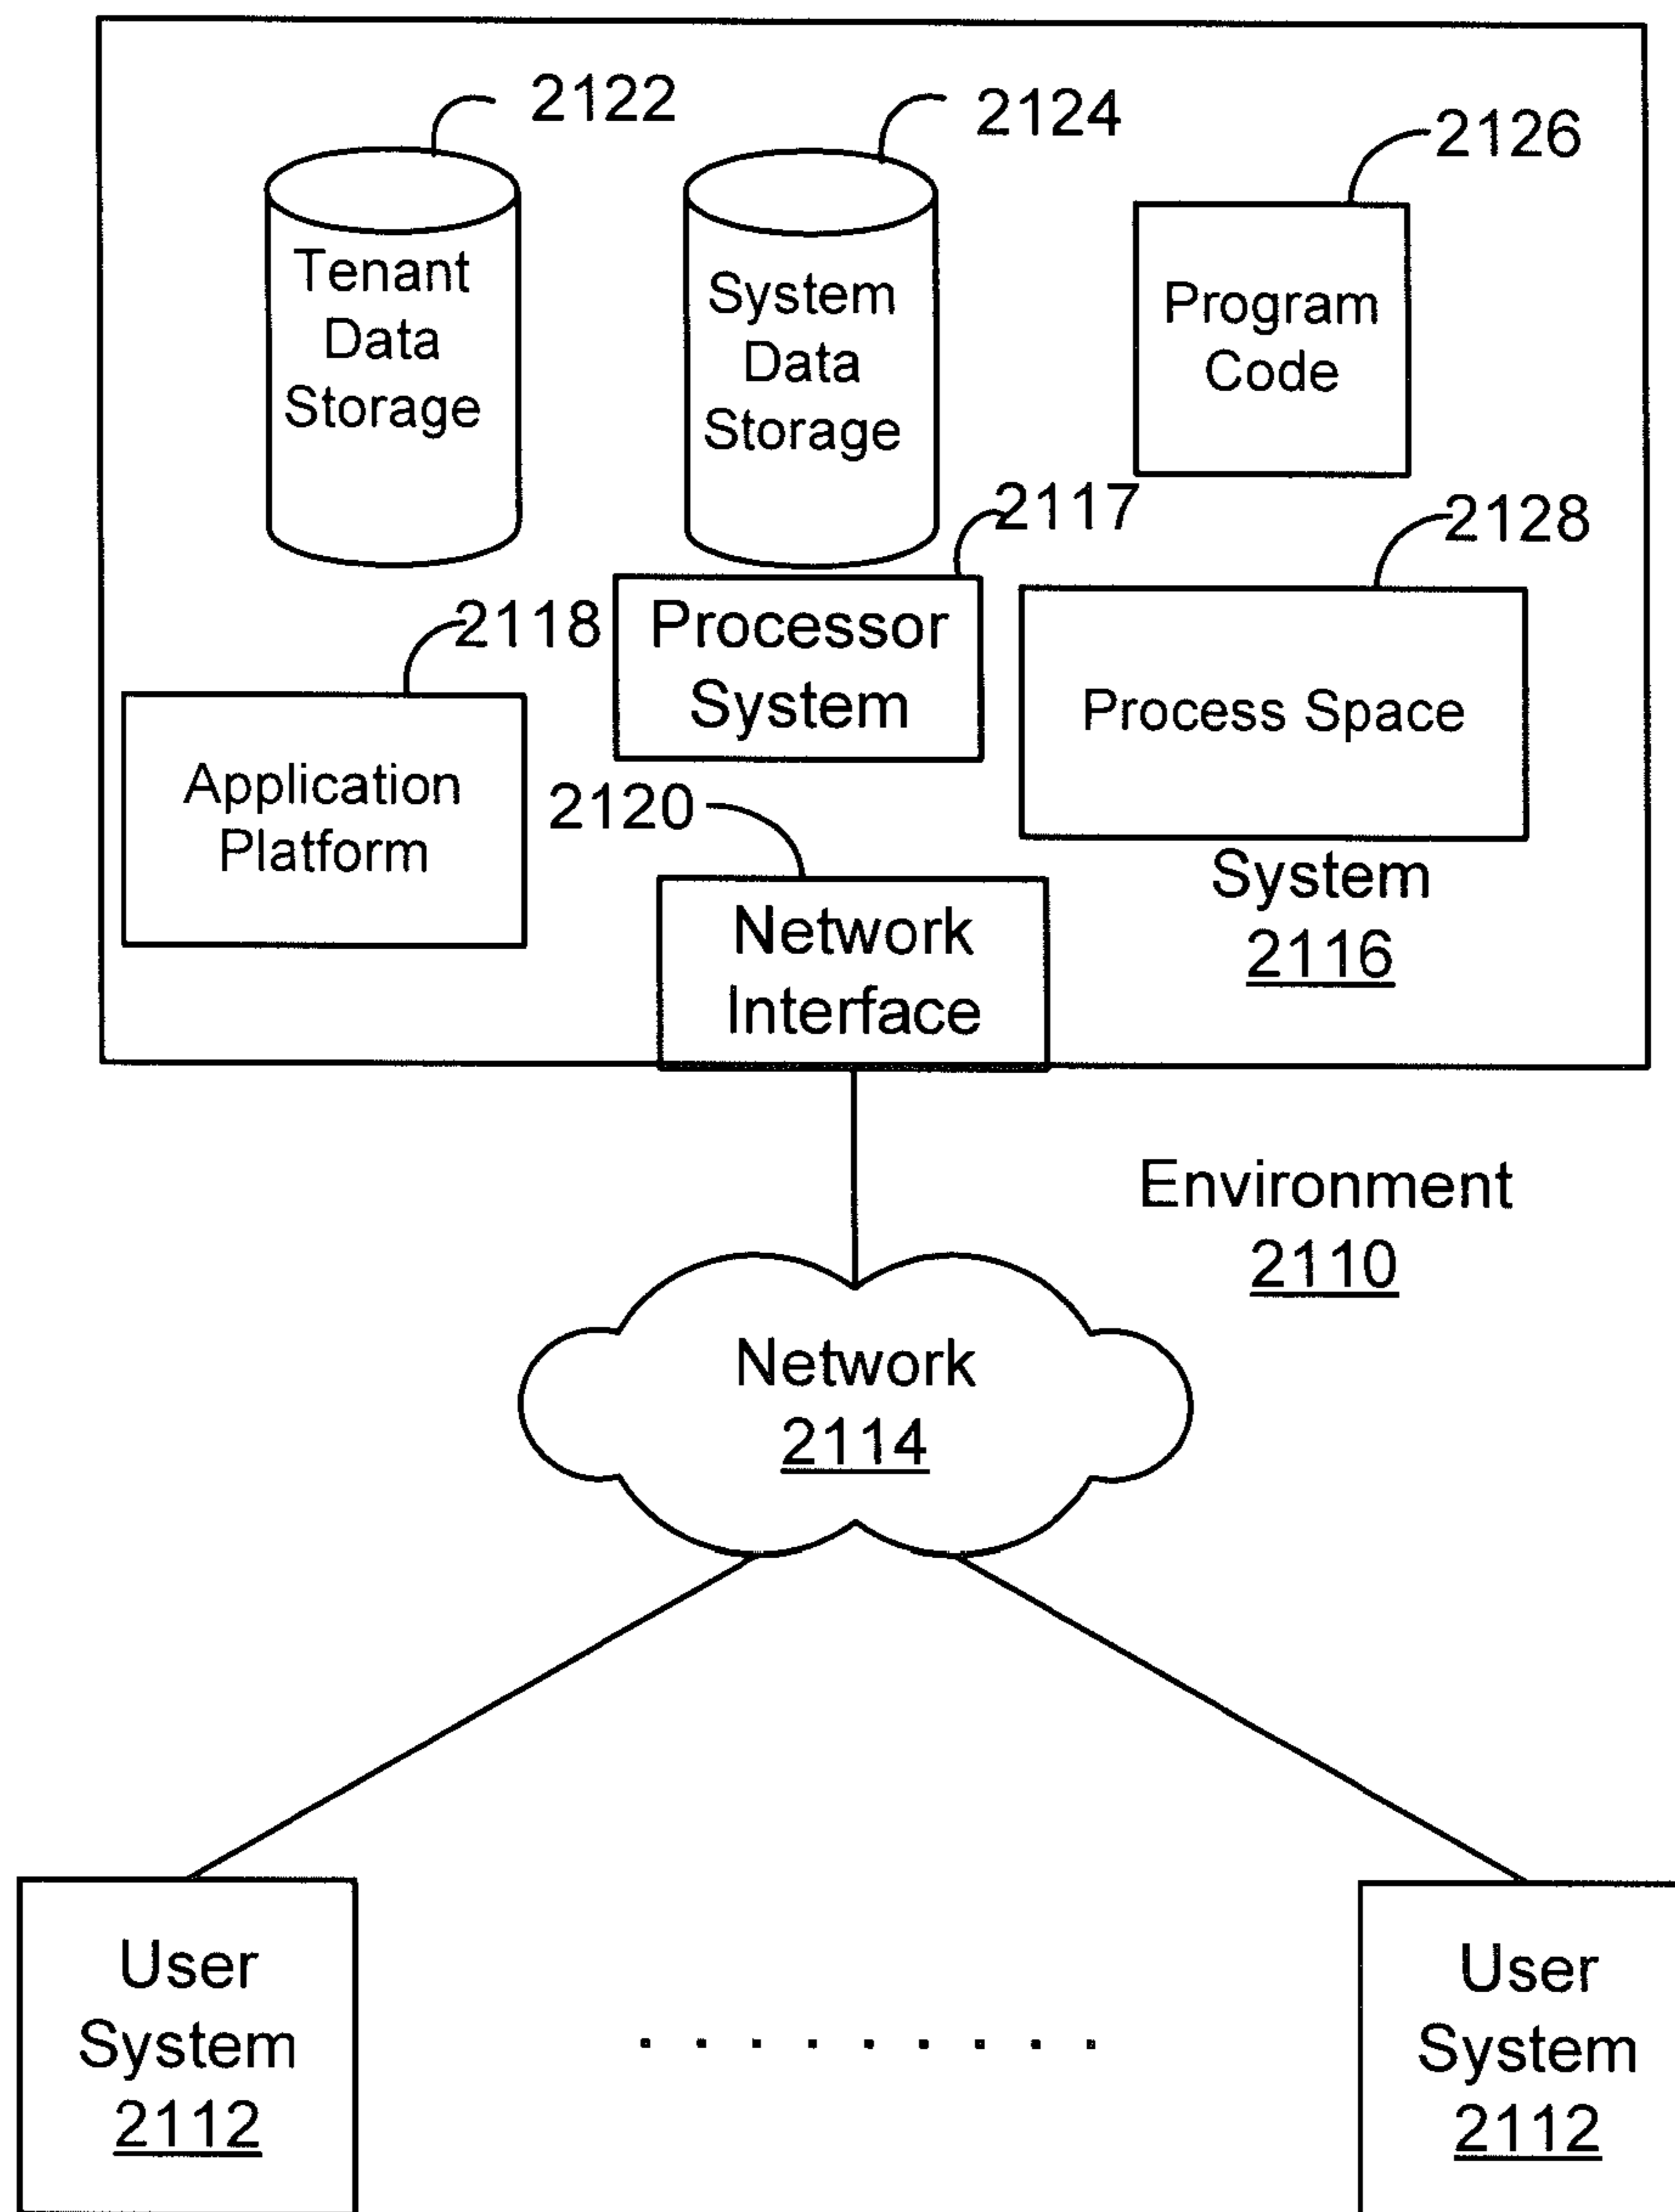 2122
2124
2126
Tenant
Data
Storage
System
Data
Storage
Program
Code
2117
2128
2118
Processor
System
Process Space
Application
Platform
2120
System
2116
Network
Interface
Environment
2110
Network
2114
User
System
2112
. . . . . . . . .
User
System
2112